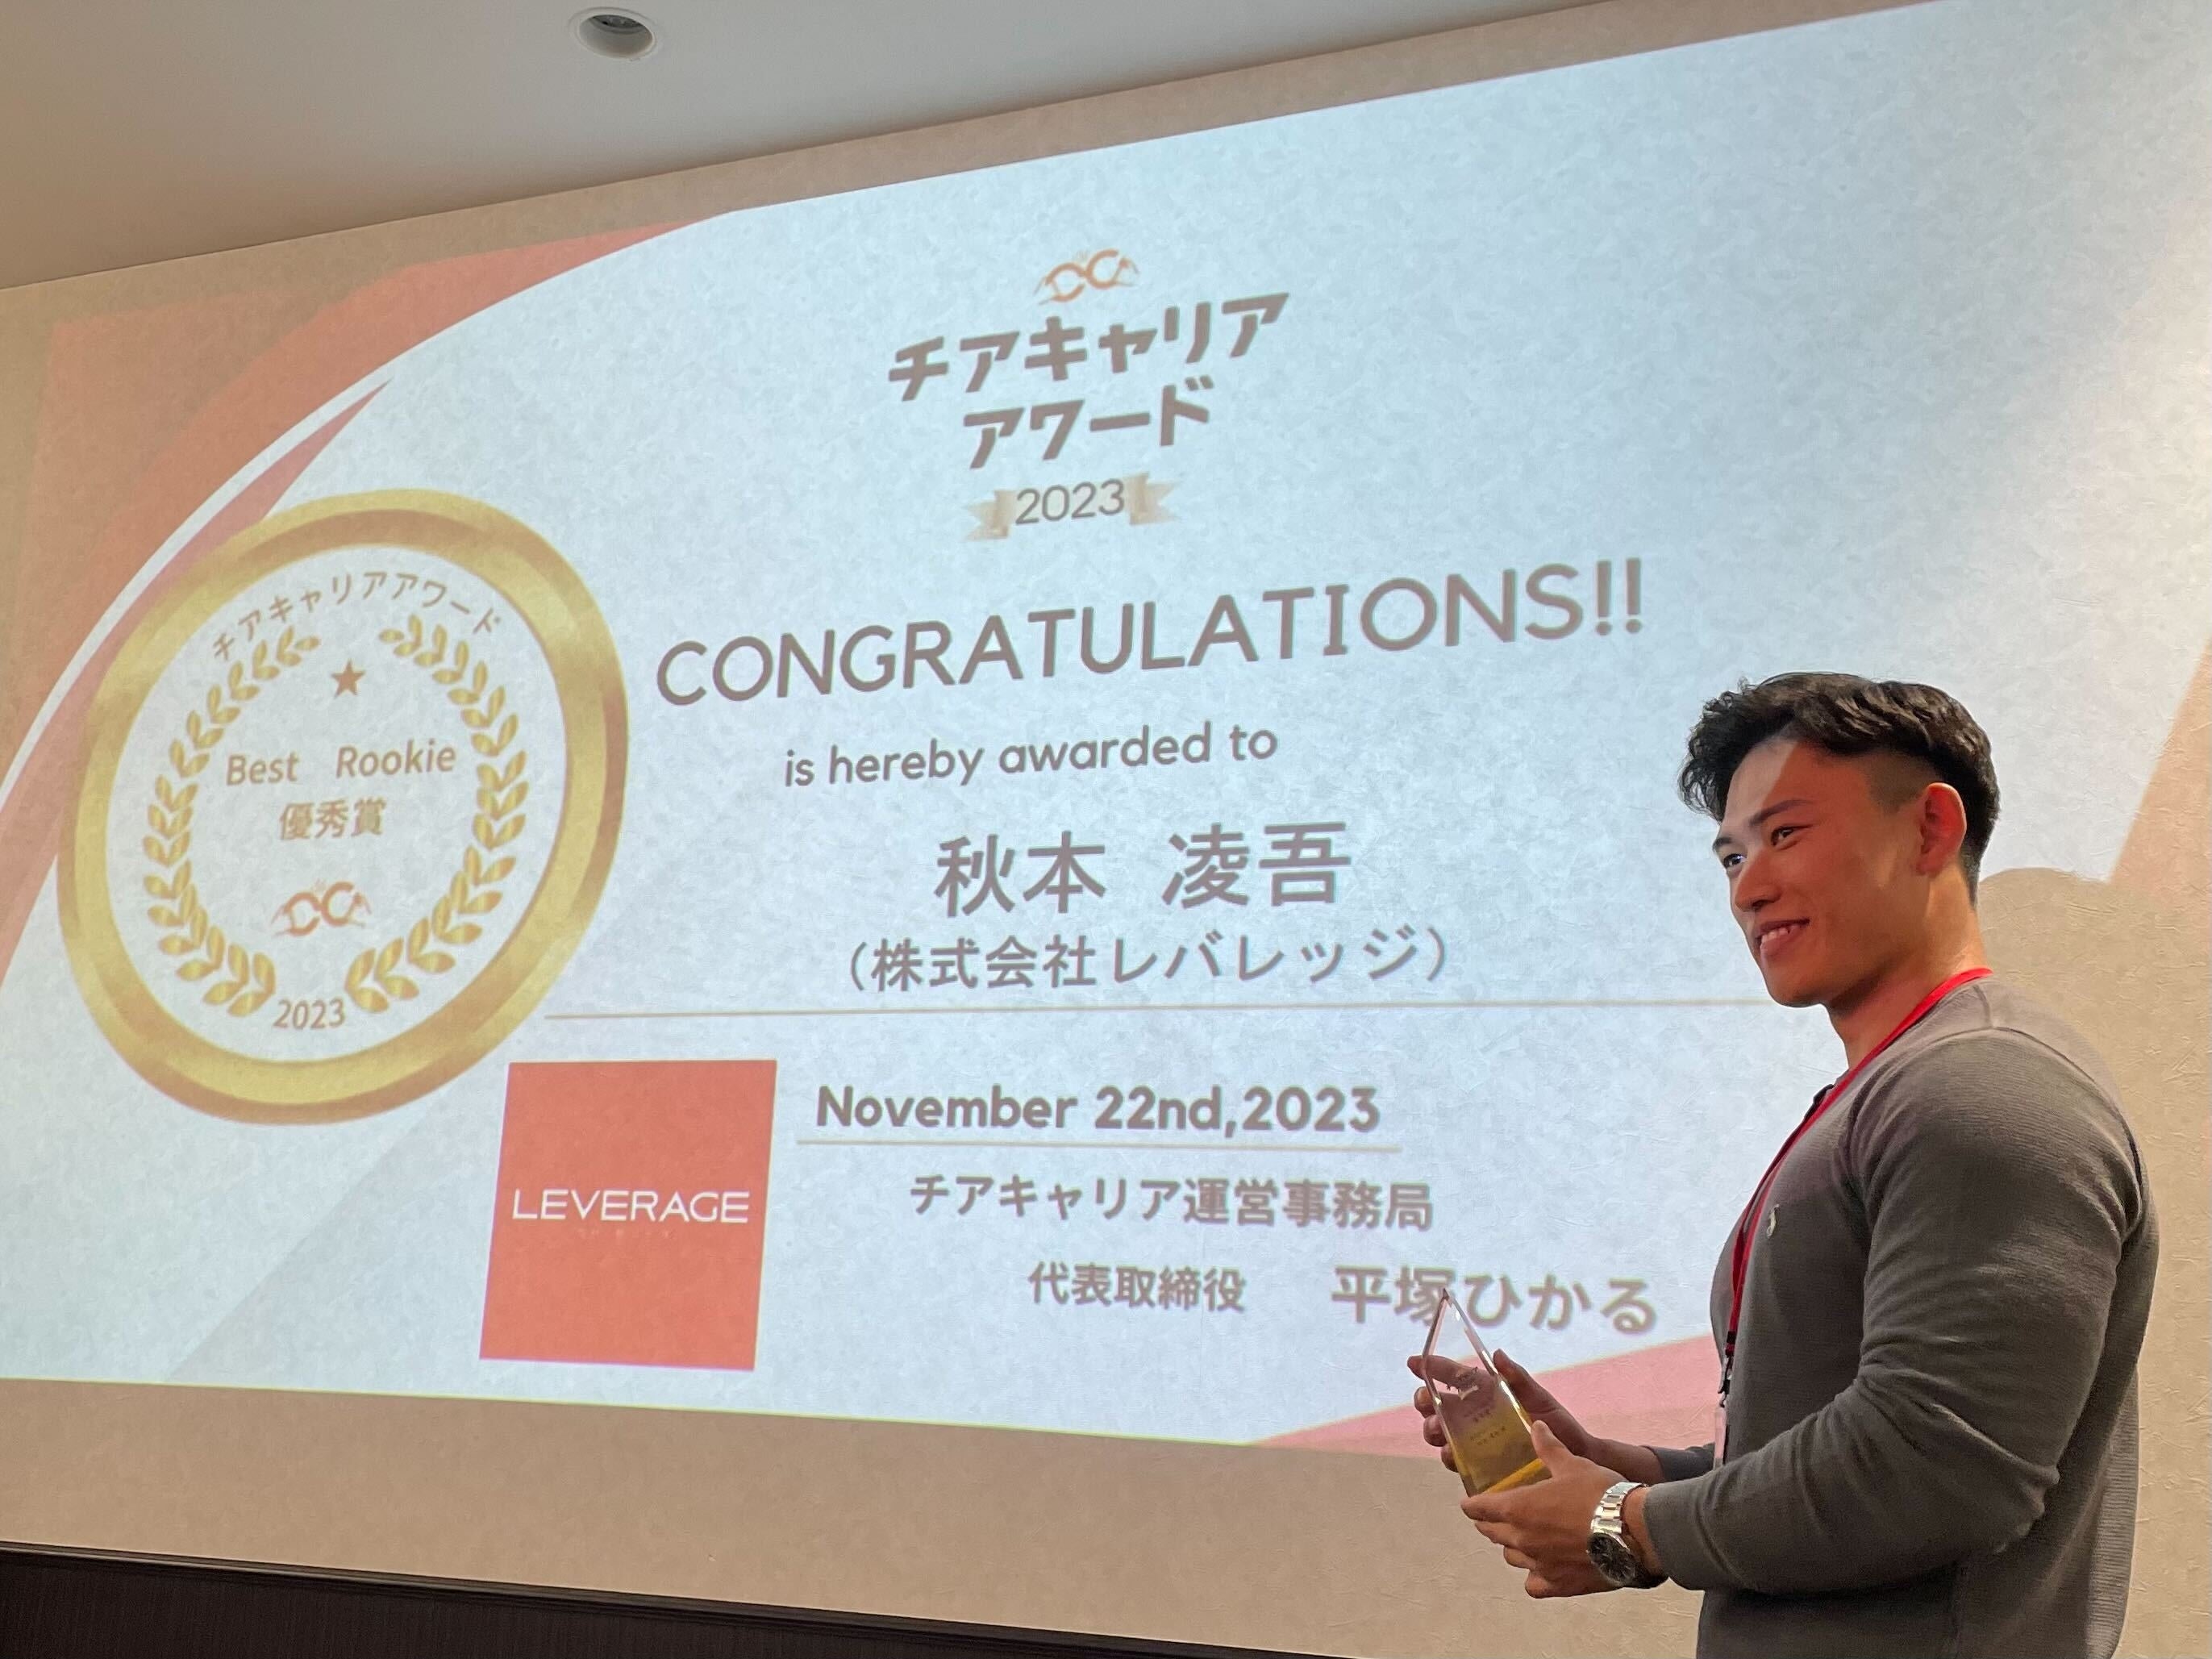 チアキャリア
アワード
2023
CONGRATULATIONS!!
is hereby awarded to
秋本 凌吾
（株式会社レバレッジ）
チアキャリアアワード
Best Rookie
優秀賞
2023
LEVERAGE
November 22nd,2023
チアキャリア運営事務局
代表取締役 平塚ひかる